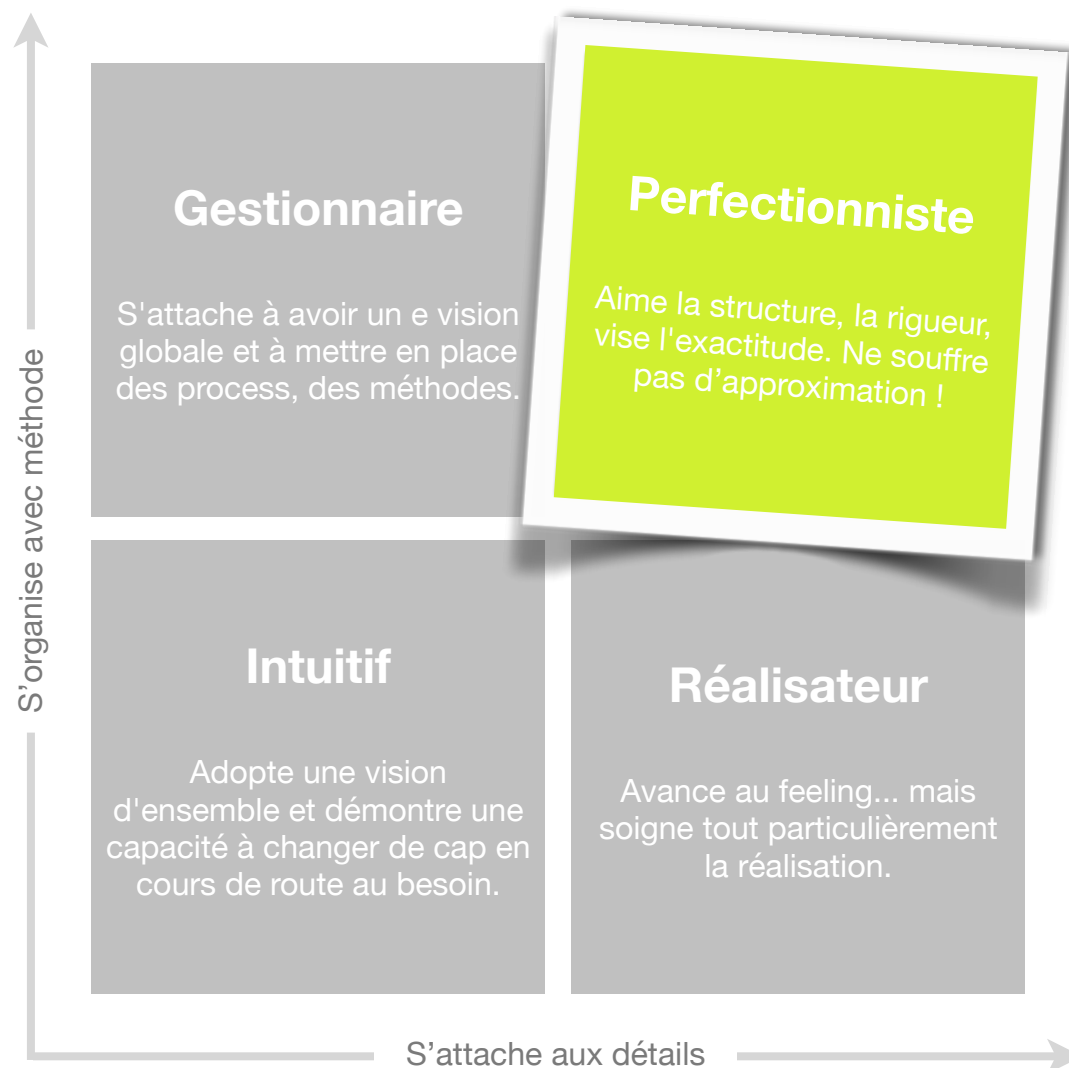 Gestionnaire
S'attache à avoir un e vision
globale et à mettre en place
des process, des méthodes.
Perfectionniste
Aime la structure, la rigueur,
vise l'exactitude. Ne souffre
pas d’approximation !
S’organise avec méthode
Intuitif
Adopte une vision
d'ensemble et démontre une
capacité à changer de cap en
cours de route au besoin.
Réalisateur
Avance au feeling... mais
soigne tout particulièrement
la réalisation.
S’attache aux détails